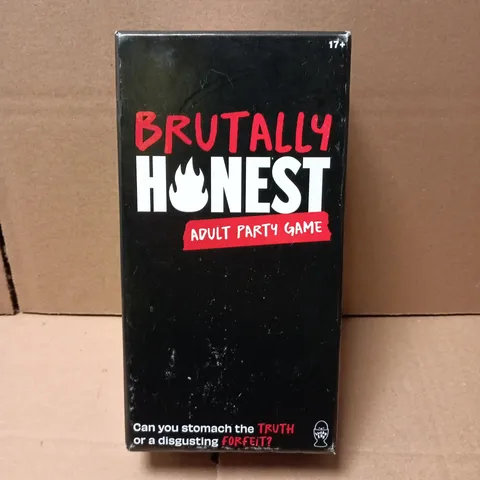 17+
BRUTALLY
HONEST
ADULT PARTY GAME
Can you stomach the TRUTH
or a disgusting FORFEIT?